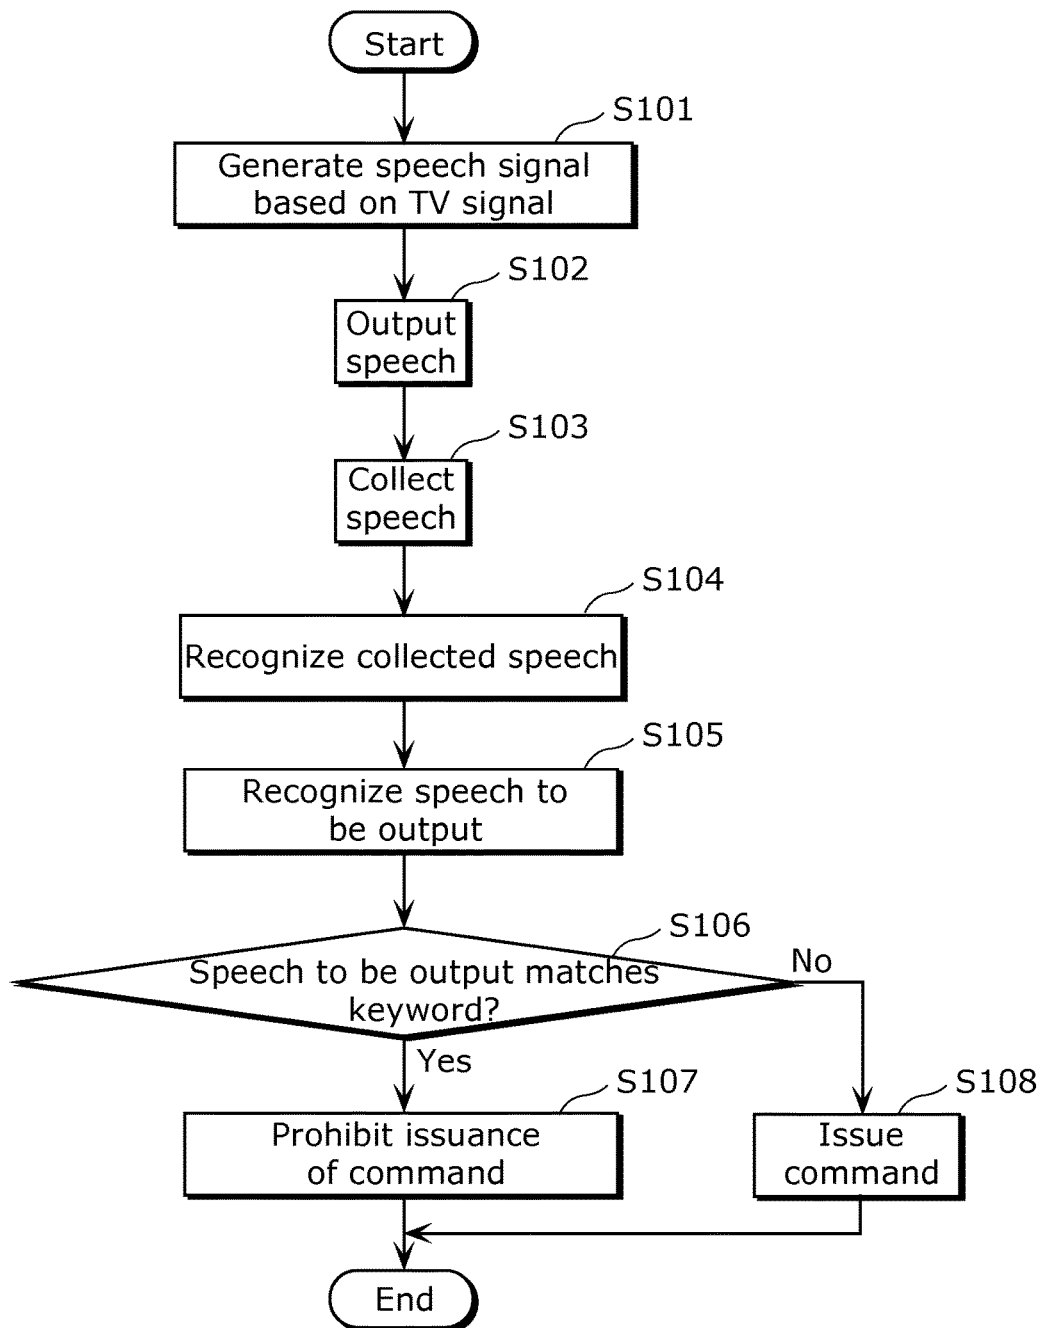 Start
S101
Generate speech signal
based on TV signal
S102
Output
speech
S103
Collect
speech
S104
Recognize collected speech
S105
Recognize speech to
be output
S106
Speech to be output matches
keyword?
No
Yes
S107
Prohibit issuance
of command
S108
Issue
command
End